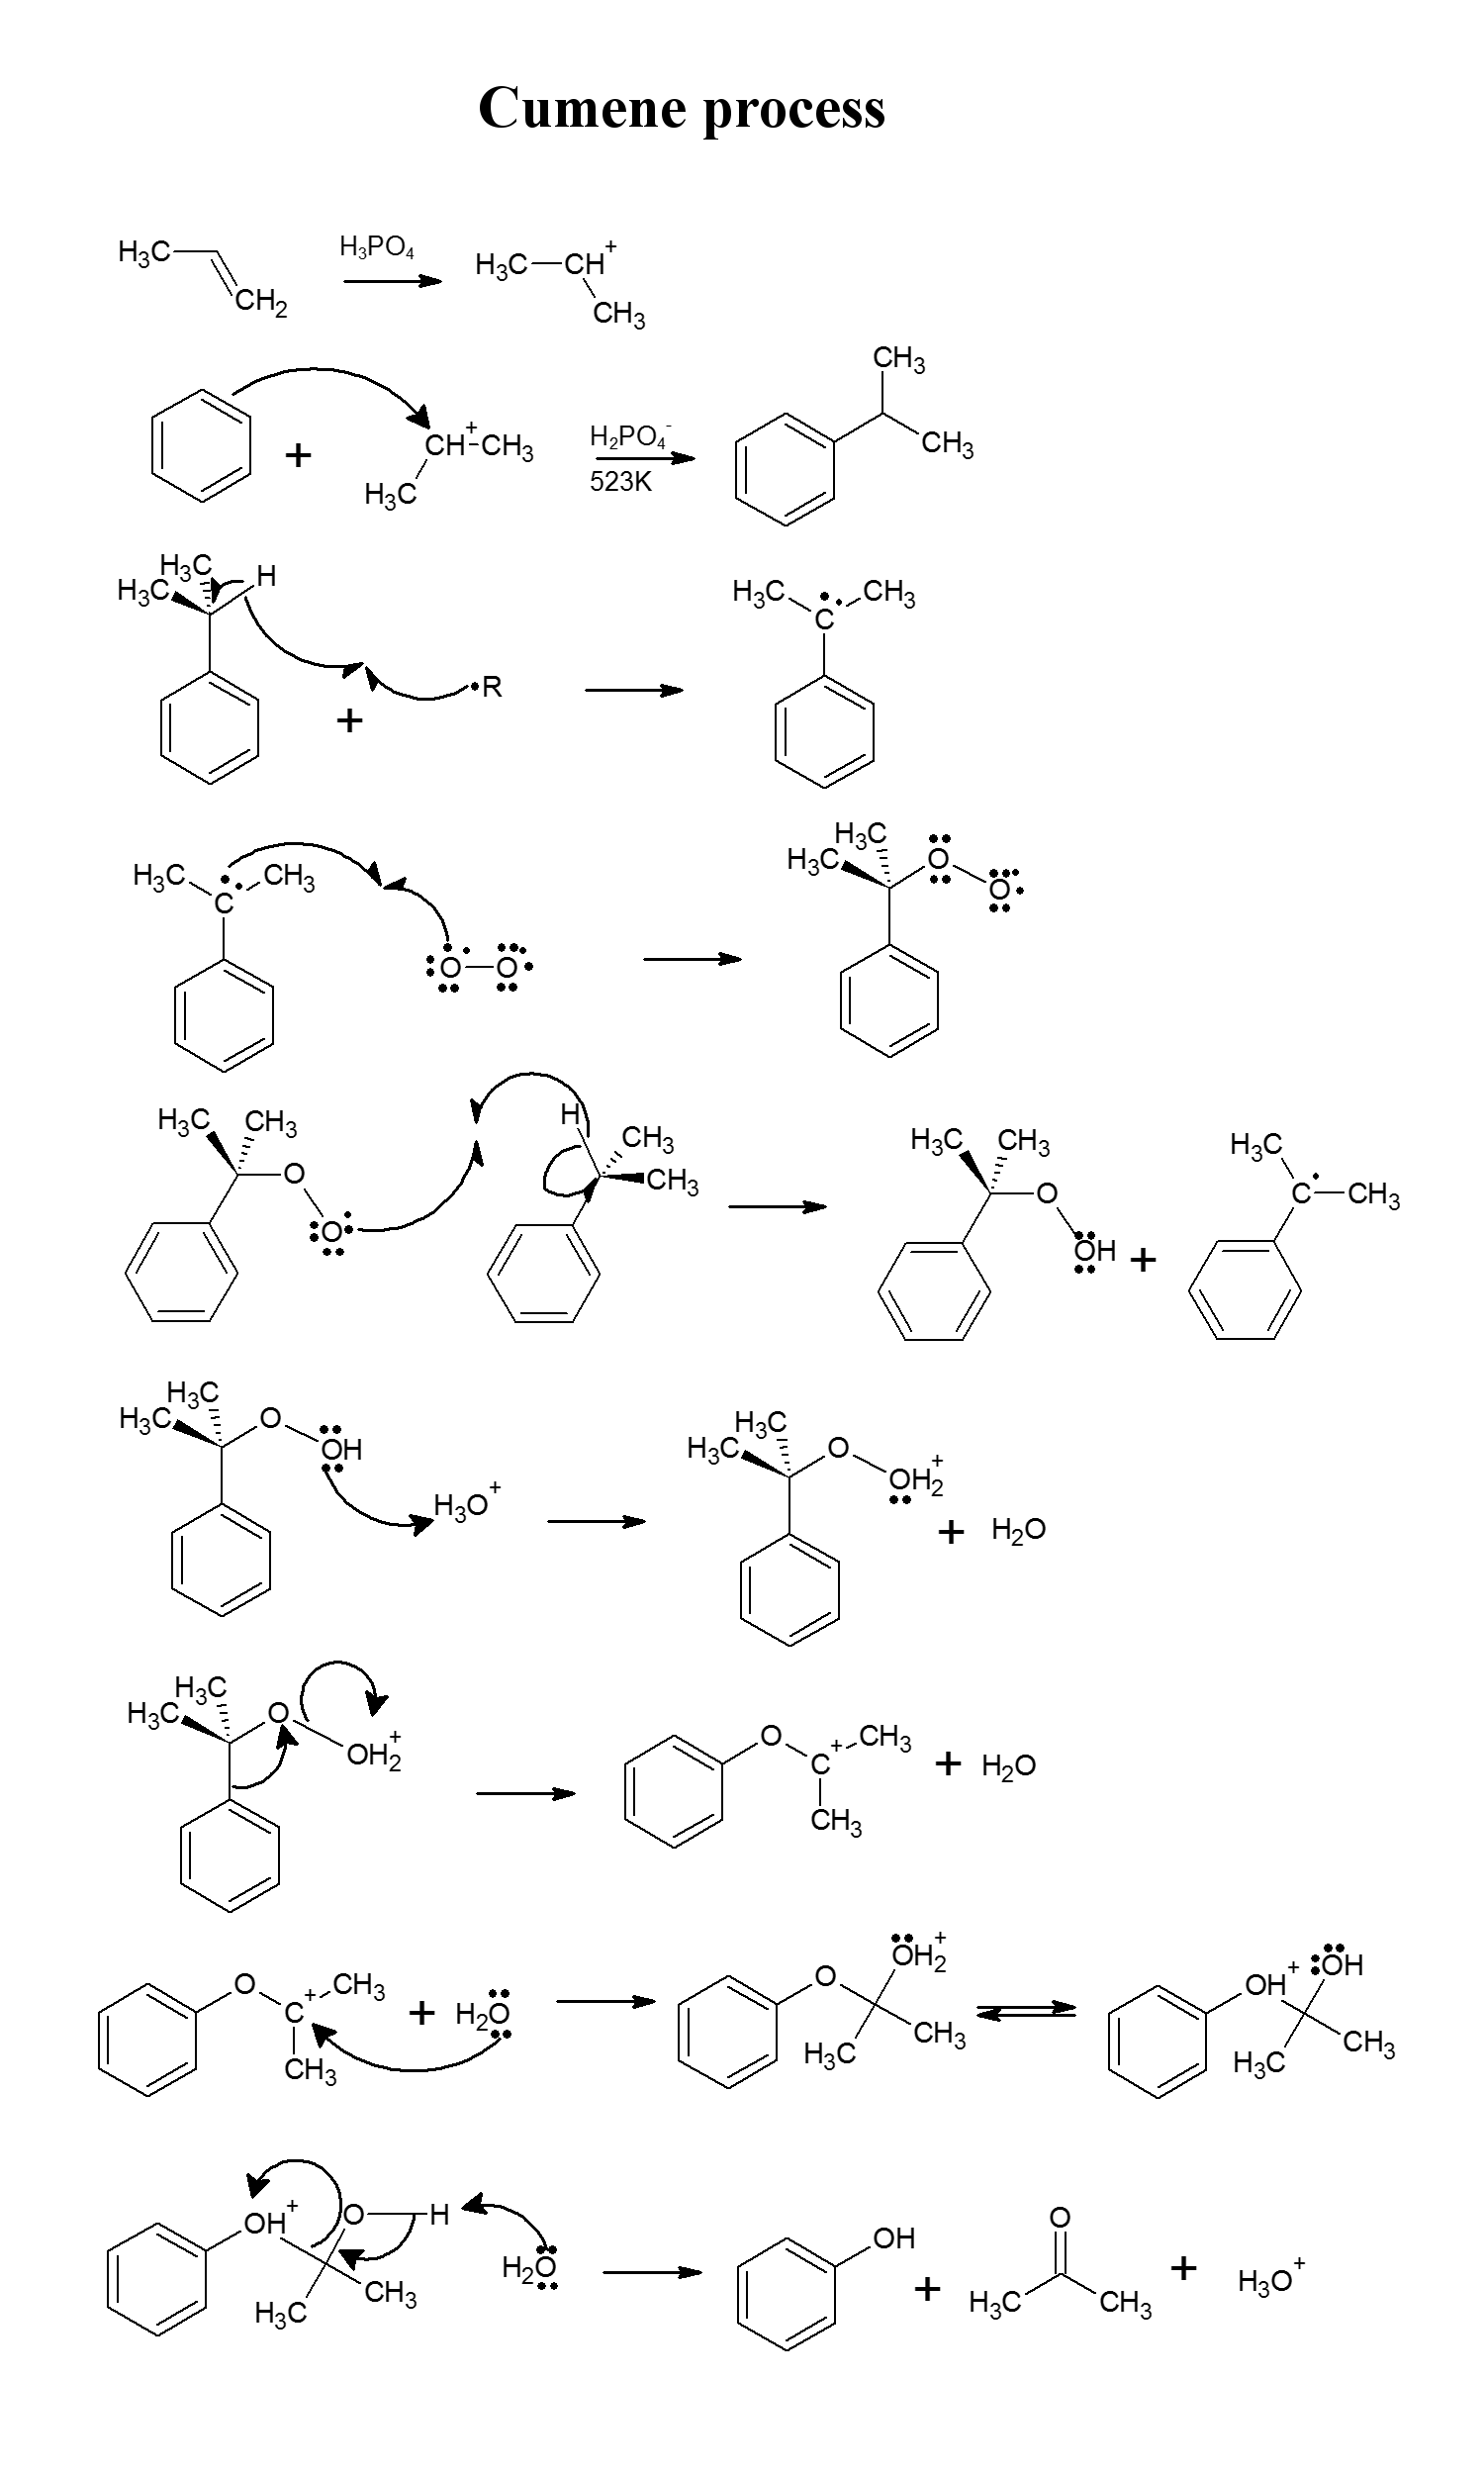 Cumene process
H₃C CH₂ H₃PO₄ H₃C CH⁺ CH₃
+ CH⁺ CH₃ H₃C H₂PO₄⁻ 523K CH₃ CH₃
H₃C H₃C H + •R H₃C C CH₃
H₃C C CH₃ O O H₃C H₃C O O
H₃C CH₃ O O H CH₃ CH₃ H₃C CH₃ O OH + H₃C C CH₃
H₃C H₃C O OH H₃O⁺ H₃C H₃C O OH₂⁺ + H₂O
H₃C H₃C O OH₂⁺ O C⁺ CH₃ CH₃ + H₂O
O C⁺ CH₃ CH₃ + H₂O O OH₂⁺ H₃C CH₃ OH⁺ OH H₃C CH₃
OH⁺ O H H₃C CH₃ H₂O OH + O H₃C CH₃ + H₃O⁺